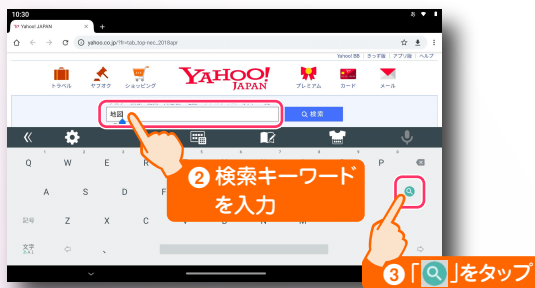 10:30
Yahoo! JAPAN × +
yahoo.co.jp/?fr=tab_top-nec_2018apr
Yahoo! BB | きっず版 | アプリ版 | ヘルプ
トラベル ヤフオク ショッピング YAHOO! JAPAN プレミアム カード メール
地図 検索
Q W E R P
A S D F
記号 Z X C V B N M
文字
② 検索キーワード
を入力
③「 」をタップ